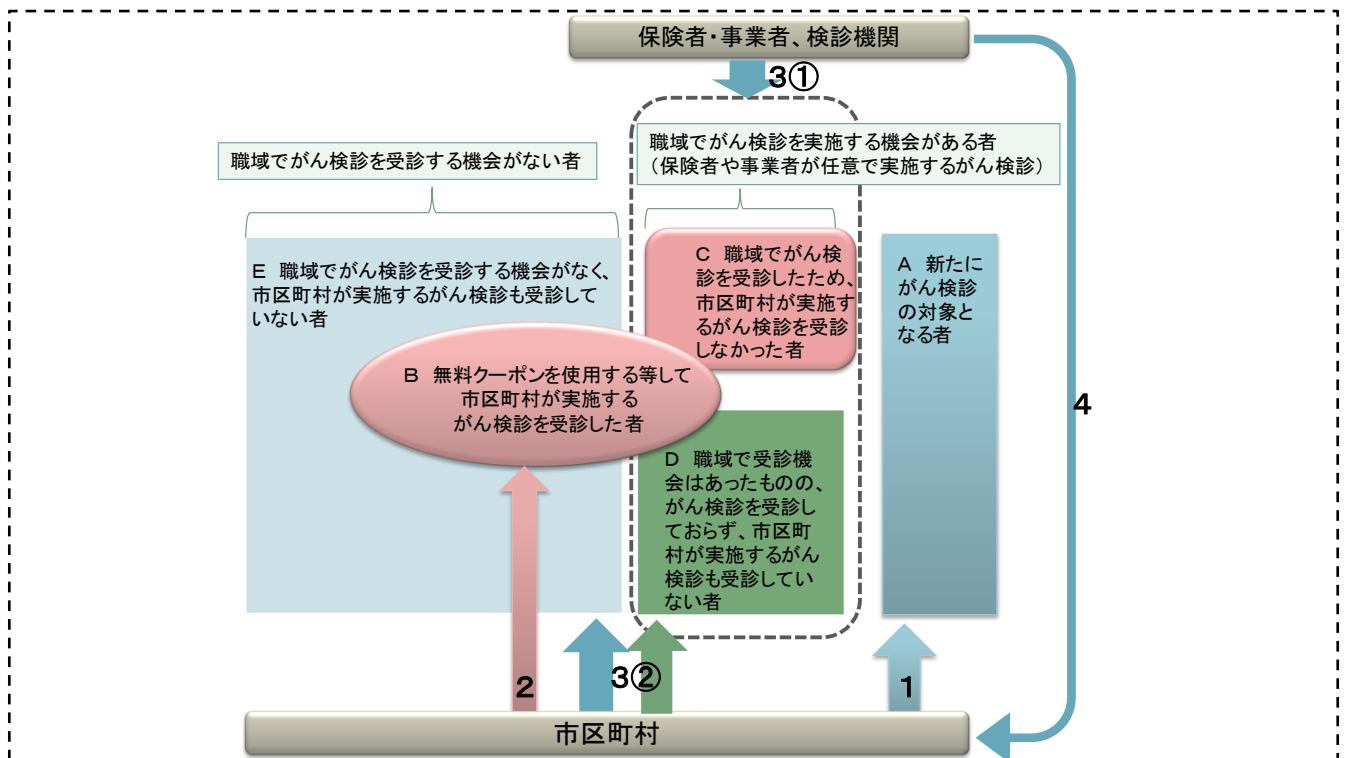 保険者・事業者、検診機関
3①
職域でがん検診を受診する機会がない者
職域でがん検診を実施する機会がある者
（保険者や事業者が任意で実施するがん検診）
E 職域でがん検診を受診する機会がなく、
市区町村が実施するがん検診も受診して
いない者
C 職域でがん検
診を受診したため、
市区町村が実施す
るがん検診を受診
しなかった者
A 新たに
がん検診
の対象と
なる者
B 無料クーポンを使用する等して
市区町村が実施する
がん検診を受診した者
4
D 職域で受診機
会はあったものの、
がん検診を受診し
ておらず、市区町
村が実施するがん
検診も受診してい
ない者
2
3②
1
市区町村